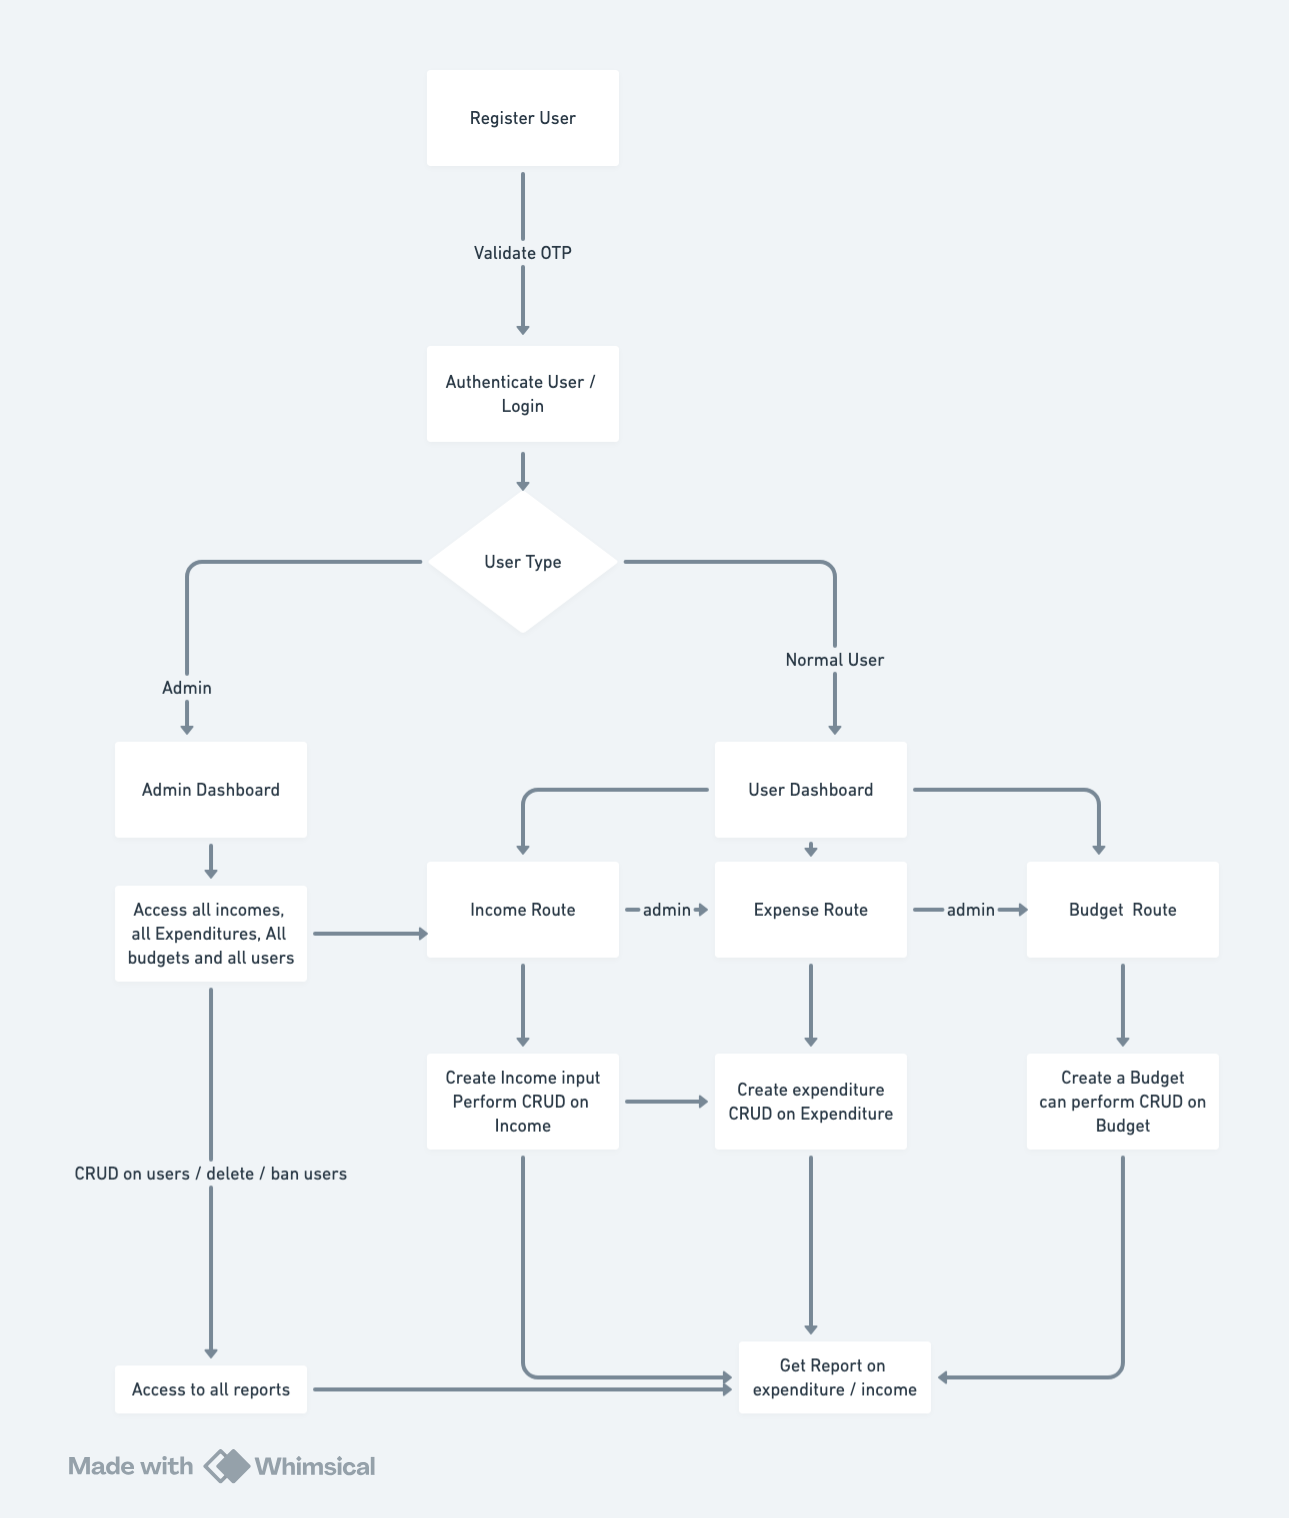 Register User
Validate OTP
Authenticate User /
Login
User Type
Normal User
Admin
Admin Dashboard
User Dashboard
Access all incomes,
all Expenditures, All
budgets and all users
Income Route
admin
Expense Route
admin
Budget Route
Create Income input
Perform CRUD on
Income
Create expenditure
CRUD on Expenditure
Create a Budget
can perform CRUD on
Budget
CRUD on users / delete / ban users
Access to all reports
Get Report on
expenditure / income
Made with Whimsical